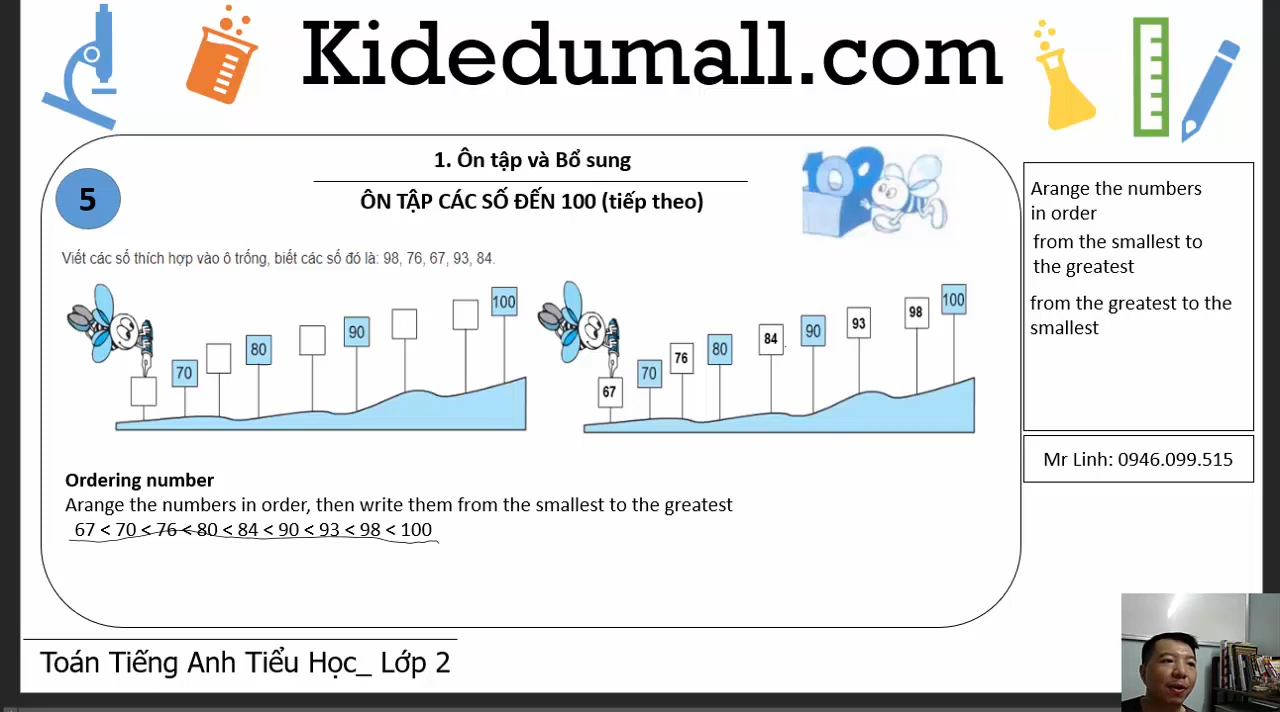 Kidedumall.com
1. Ôn tập và Bổ sung
ÔN TẬP CÁC SỐ ĐẾN 100 (tiếp theo)
5
100
Viết các số thích hợp vào ô trống, biết các số đó là: 98, 76, 67, 93, 84.
70
80
90
100
67
70
76
80
84
90
93
98
100
Ordering number
Arange the numbers in order, then write them from the smallest to the greatest
67 < 70 < 76 < 80 < 84 < 90 < 93 < 98 < 100
Arange the numbers
in order
from the smallest to
the greatest
from the greatest to the
smallest
Mr Linh: 0946.099.515
Toán Tiếng Anh Tiểu Học_ Lớp 2